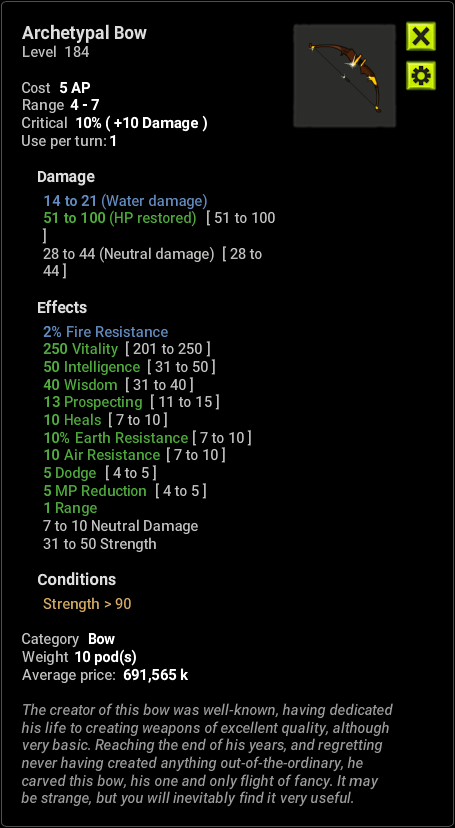 Archetypal Bow
Level 184
Cost 5 AP
Range 4 - 7
Critical 10% ( +10 Damage )
Use per turn: 1
Damage
14 to 21 (Water damage)
51 to 100 (HP restored) [ 51 to 100
]
28 to 44 (Neutral damage) [ 28 to
44 ]
Effects
2% Fire Resistance
250 Vitality [ 201 to 250 ]
50 Intelligence [ 31 to 50 ]
40 Wisdom [ 31 to 40 ]
13 Prospecting [ 11 to 15 ]
10 Heals [ 7 to 10 ]
10% Earth Resistance [ 7 to 10 ]
10 Air Resistance [ 7 to 10 ]
5 Dodge [ 4 to 5 ]
5 MP Reduction [ 4 to 5 ]
1 Range
7 to 10 Neutral Damage
31 to 50 Strength
Conditions
Strength > 90
Category Bow
Weight 10 pod(s)
Average price: 691,565 k
The creator of this bow was well-known, having dedicated
his life to creating weapons of excellent quality, although
very basic. Reaching the end of his years, and regretting
never having created anything out-of-the-ordinary, he
carved this bow, his one and only flight of fancy. It may
be strange, but you will inevitably find it very useful.